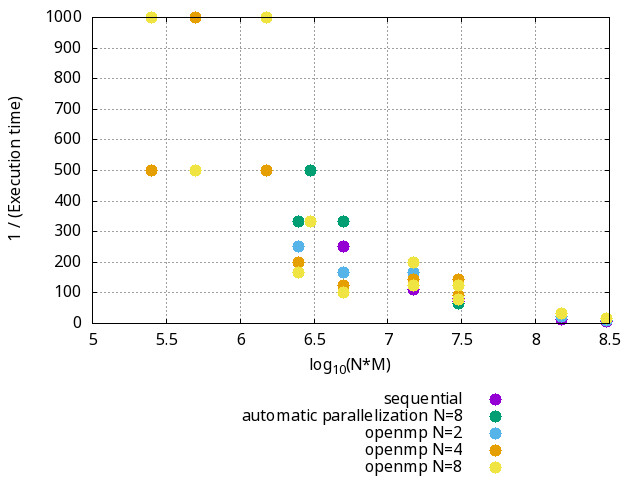 1000
900
800
700
600
500
400
300
200
100
0
1 / (Execution time)
5 5.5 6 6.5 7 7.5 8 8.5
log10(N*M)
sequential
automatic parallelization N=8
openmp N=2
openmp N=4
openmp N=8